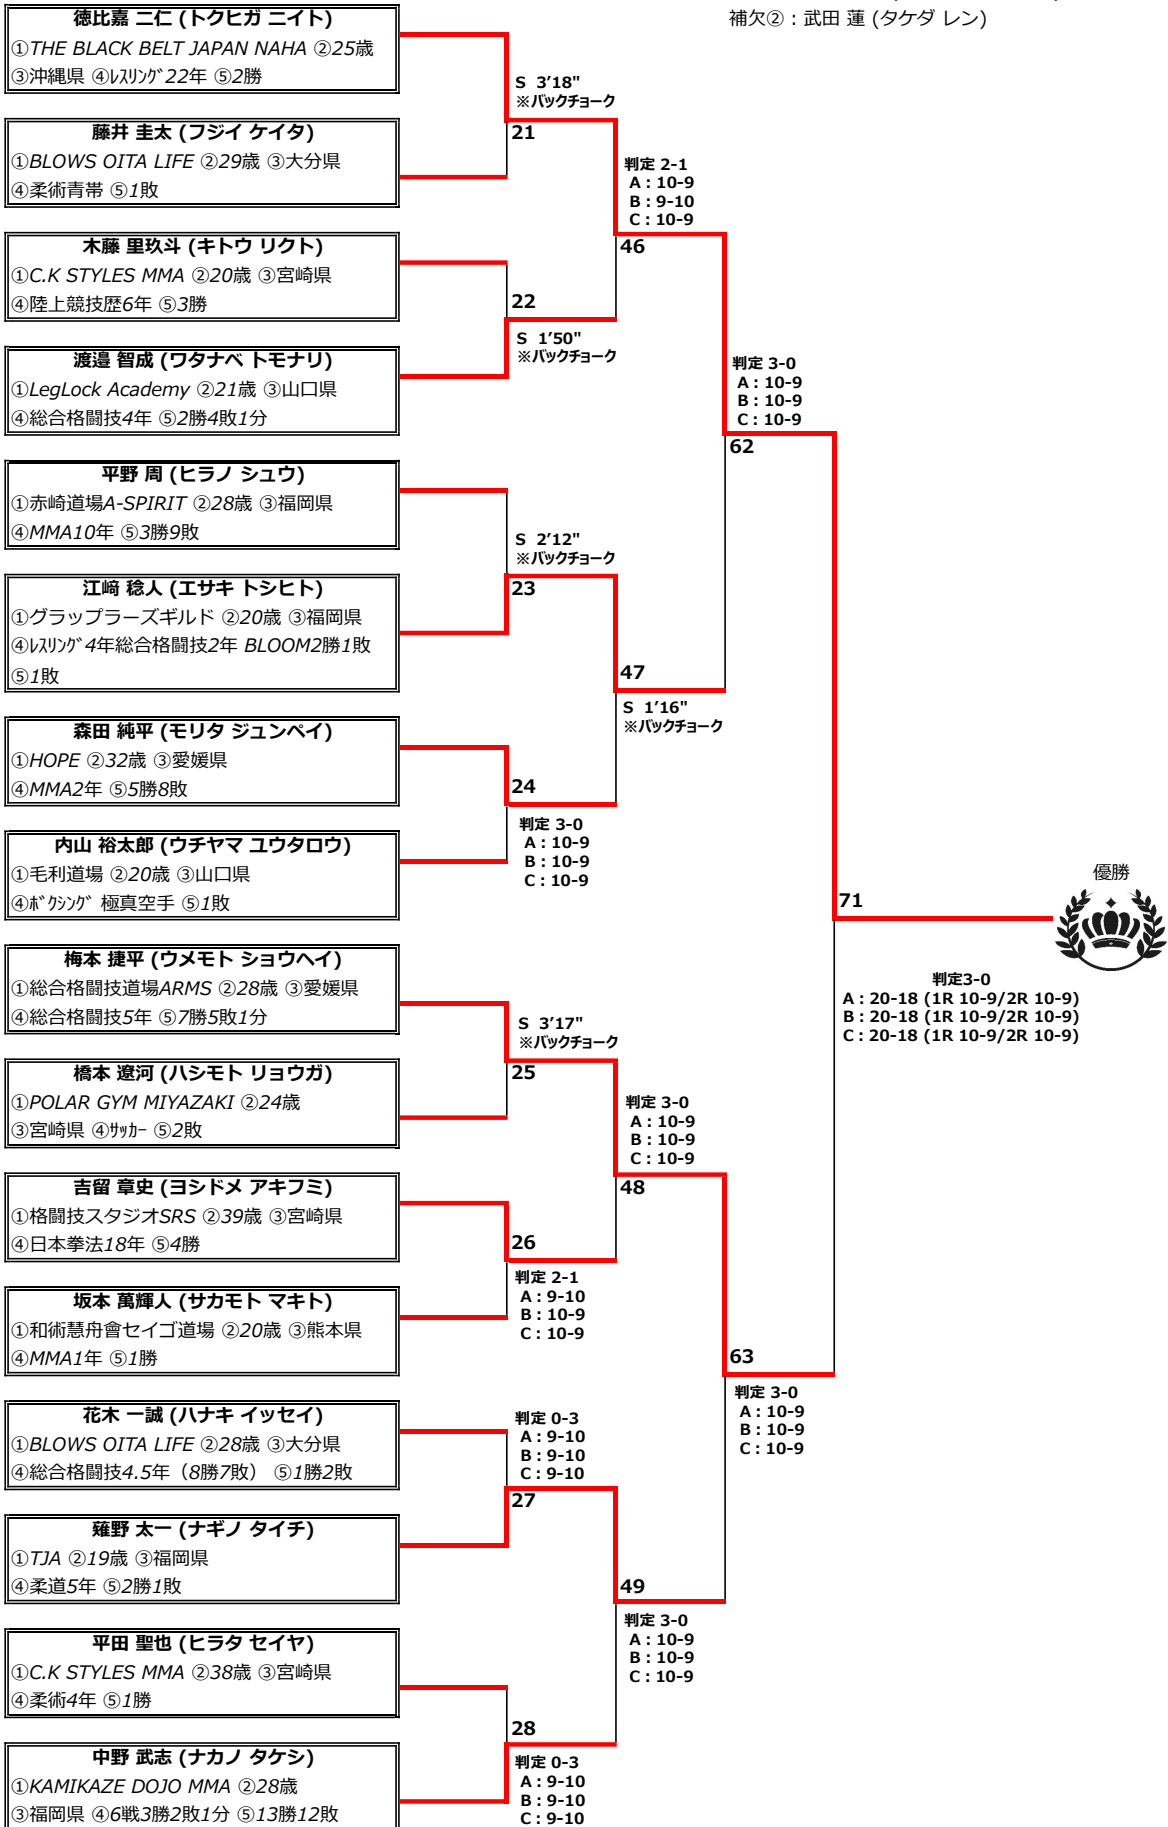 補欠②：武田 蓮 (タケダ レン)
徳比嘉 二仁 (トクヒガ ニイト)
①THE BLACK BELT JAPAN NAHA ②25歳
③沖縄県 ④ﾚｽﾘﾝｸﾞ22年 ⑤2勝
S 3'18"
※バックチョーク
21
藤井 圭太 (フジイ ケイタ)
①BLOWS OITA LIFE ②29歳 ③大分県
④柔術青帯 ⑤1敗
判定 2-1
A : 10-9
B : 9-10
C : 10-9
46
木藤 里玖斗 (キトウ リクト)
①C.K STYLES MMA ②20歳 ③宮崎県
④陸上競技歴6年 ⑤3勝
22
S 1'50"
※バックチョーク
渡邉 智成 (ワタナベ トモナリ)
①LegLock Academy ②21歳 ③山口県
④総合格闘技4年 ⑤2勝4敗1分
判定 3-0
A : 10-9
B : 10-9
C : 10-9
62
平野 周 (ヒラノ シュウ)
①赤崎道場A-SPIRIT ②28歳 ③福岡県
④MMA10年 ⑤3勝9敗
S 2'12"
※バックチョーク
23
江﨑 稔人 (エサキ トシヒト)
①グラップラーズギルド ②20歳 ③福岡県
④ﾚｽﾘﾝｸﾞ4年総合格闘技2年 BLOOM2勝1敗
⑤1敗
47
S 1'16"
※バックチョーク
森田 純平 (モリタ ジュンペイ)
①HOPE ②32歳 ③愛媛県
④MMA2年 ⑤5勝8敗
24
判定 3-0
A : 10-9
B : 10-9
C : 10-9
内山 裕太郎 (ウチヤマ ユウタロウ)
①毛利道場 ②20歳 ③山口県
④ﾎﾞｸｼﾝｸﾞ 極真空手 ⑤1敗
優勝
71
判定3-0
A : 20-18 (1R 10-9/2R 10-9)
B : 20-18 (1R 10-9/2R 10-9)
C : 20-18 (1R 10-9/2R 10-9)
梅本 捷平 (ウメモト ショウヘイ)
①総合格闘技道場ARMS ②28歳 ③愛媛県
④総合格闘技5年 ⑤7勝5敗1分
S 3'17"
※バックチョーク
25
橋本 遼河 (ハシモト リョウガ)
①POLAR GYM MIYAZAKI ②24歳
③宮崎県 ④ｻｯｶｰ ⑤2敗
判定 3-0
A : 10-9
B : 10-9
C : 10-9
48
吉留 章史 (ヨシドメ アキフミ)
①格闘技スタジオSRS ②39歳 ③宮崎県
④日本拳法18年 ⑤4勝
26
判定 2-1
A : 9-10
B : 10-9
C : 10-9
坂本 萬輝人 (サカモト マキト)
①和術慧舟會セイゴ道場 ②20歳 ③熊本県
④MMA1年 ⑤1勝
63
判定 3-0
A : 10-9
B : 10-9
C : 10-9
花木 一誠 (ハナキ イッセイ)
①BLOWS OITA LIFE ②28歳 ③大分県
④総合格闘技4.5年（8勝7敗） ⑤1勝2敗
判定 0-3
A : 9-10
B : 9-10
C : 9-10
27
薙野 太一 (ナギノ タイチ)
①TJA ②19歳 ③福岡県
④柔道5年 ⑤2勝1敗
49
判定 3-0
A : 10-9
B : 10-9
C : 10-9
平田 聖也 (ヒラタ セイヤ)
①C.K STYLES MMA ②38歳 ③宮崎県
④柔術4年 ⑤1勝
28
判定 0-3
A : 9-10
B : 9-10
C : 9-10
中野 武志 (ナカノ タケシ)
①KAMIKAZE DOJO MMA ②28歳
③福岡県 ④6戦3勝2敗1分 ⑤13勝12敗